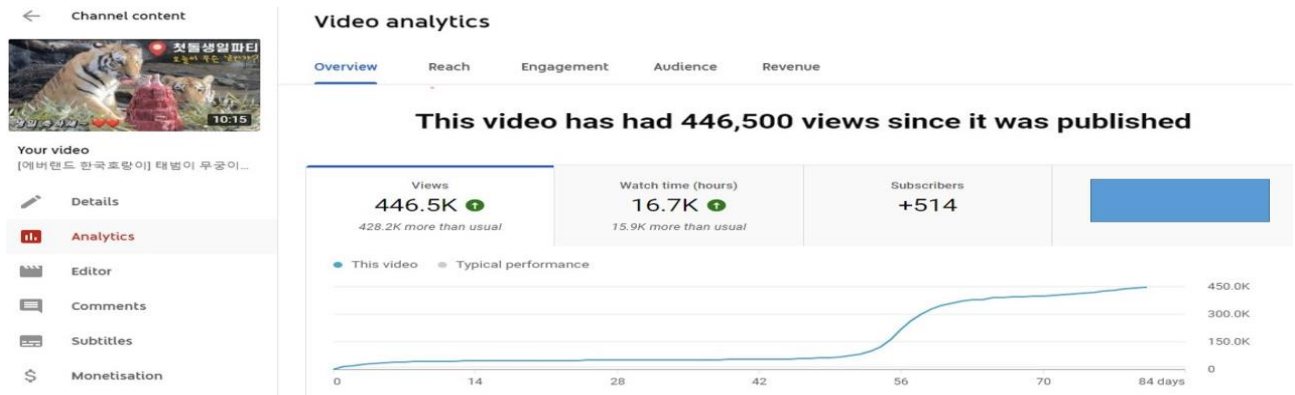 Channel content
첫돌생일파티
10:15
Your video
[에버랜드 한국호랑이] 태범이 무궁이...
Details
Analytics
Editor
Comments
Subtitles
Monetisation
Video analytics
Overview Reach Engagement Audience Revenue
This video has had 446,500 views since it was published
Views Watch time (hours) Subscribers
446.5K 16.7K +514
428.2K more than usual 15.9K more than usual
This video Typical performance
450.0K
300.0K
150.0K
0
0 14 28 42 56 70 84 days